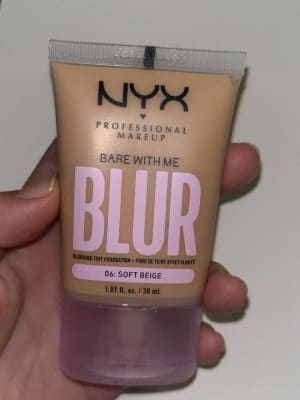 NYX
PROFESSIONAL
MAKEUP
BARE WITH ME
BLUR
BLURRING TINT FOUNDATION • FOND DE TEINT EFFET FLOUTÉ
06: SOFT BEIGE
1.01 fl. oz. / 30 mL